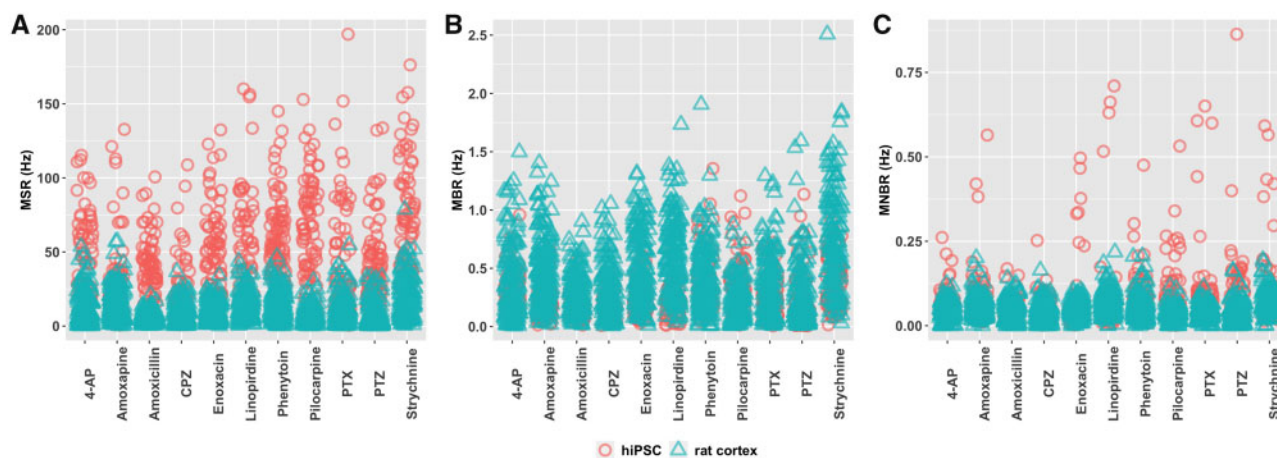 A
MSR (Hz)
200
150
100
50
0
4-AP
Amoxapine
Amoxicillin
CPZ
Enoxacin
Linopirdine
Phenytoin
Pilocarpine
PTX
PTZ
Strychnine
B
MBR (Hz)
2.5
2.0
1.5
1.0
0.5
0.0
4-AP
Amoxapine
Amoxicillin
CPZ
Enoxacin
Linopirdine
Phenytoin
Pilocarpine
PTX
PTZ
Strychnine
C
MNBR (Hz)
0.75
0.50
0.25
0.00
4-AP
Amoxapine
Amoxicillin
CPZ
Enoxacin
Linopirdine
Phenytoin
Pilocarpine
PTX
PTZ
Strychnine
hiPSC rat cortex